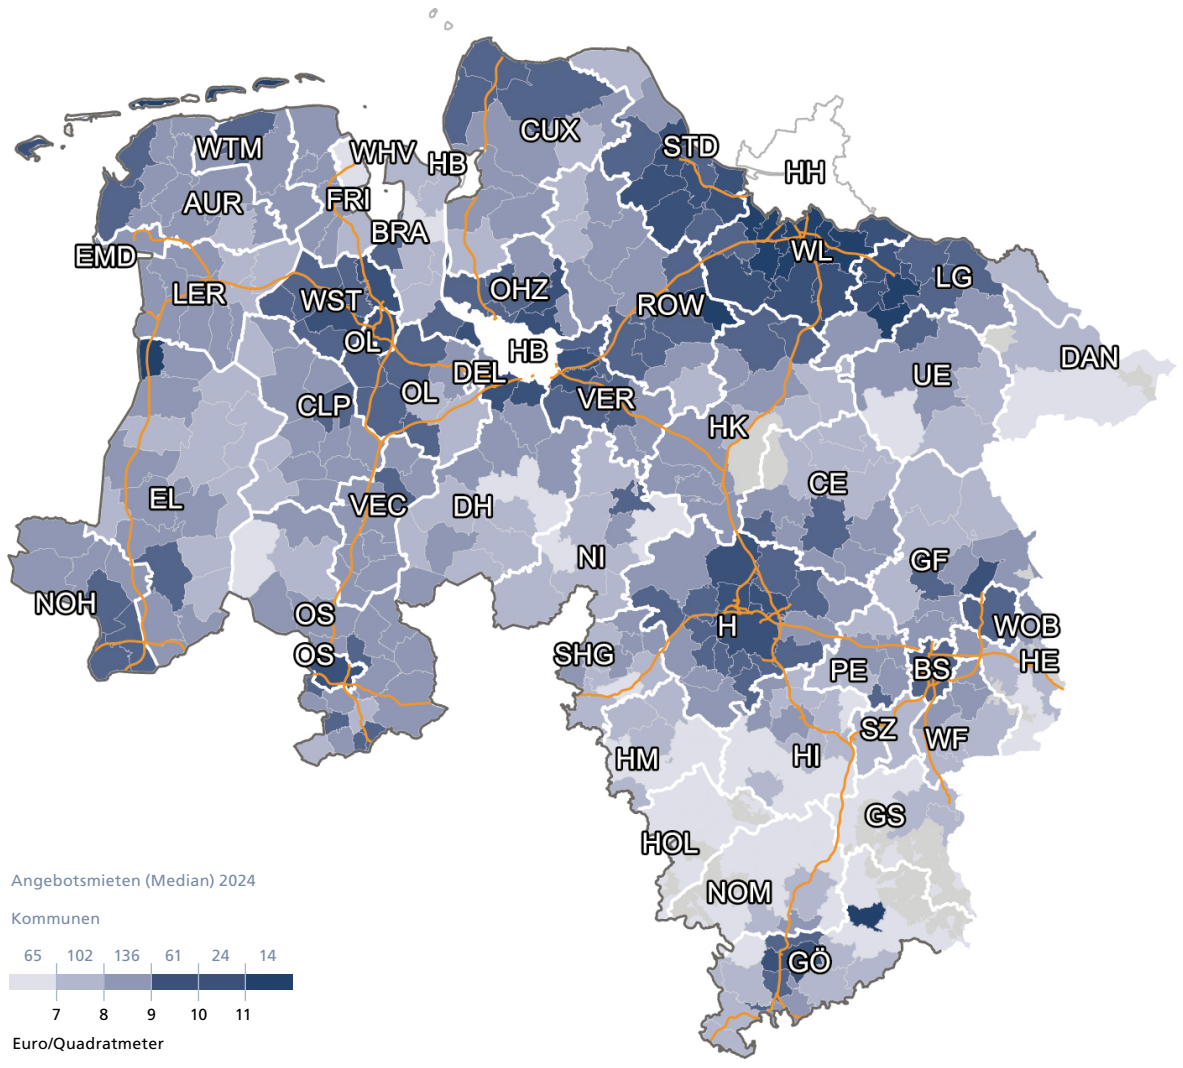 CUX
STD
WTM
WHV
HB
HH
FRI
AUR
BRA
EMD
WL
LER
WST
OHZ
ROW
LG
OL
HB
DAN
DEL
UE
OL
CLP
VER
HK
CE
EL
VEC
DH
NI
GF
NOH
OS
H
WOB
OS
SHG
HE
PE
BS
SZ
WF
HM
HI
GS
HOL
NOM
GÖ
Angebotsmieten (Median) 2024
Kommunen
65 102 136 61 24 14
7 8 9 10 11
Euro/Quadratmeter